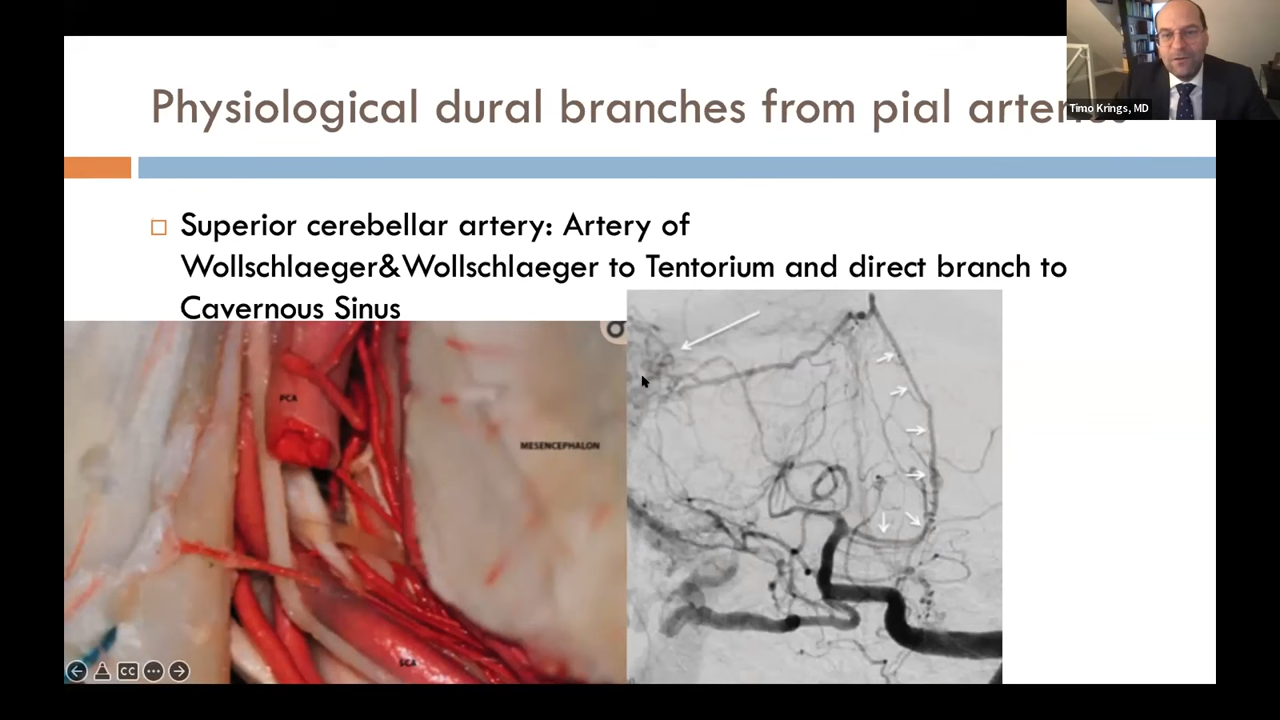 Physiological dural branches from pial arteries
Timo Krings, MD
Superior cerebellar artery: Artery of
Wollschlaeger&Wollschlaeger to Tentorium and direct branch to
Cavernous Sinus
PCA
MESENCEPHALON
SCA
CC